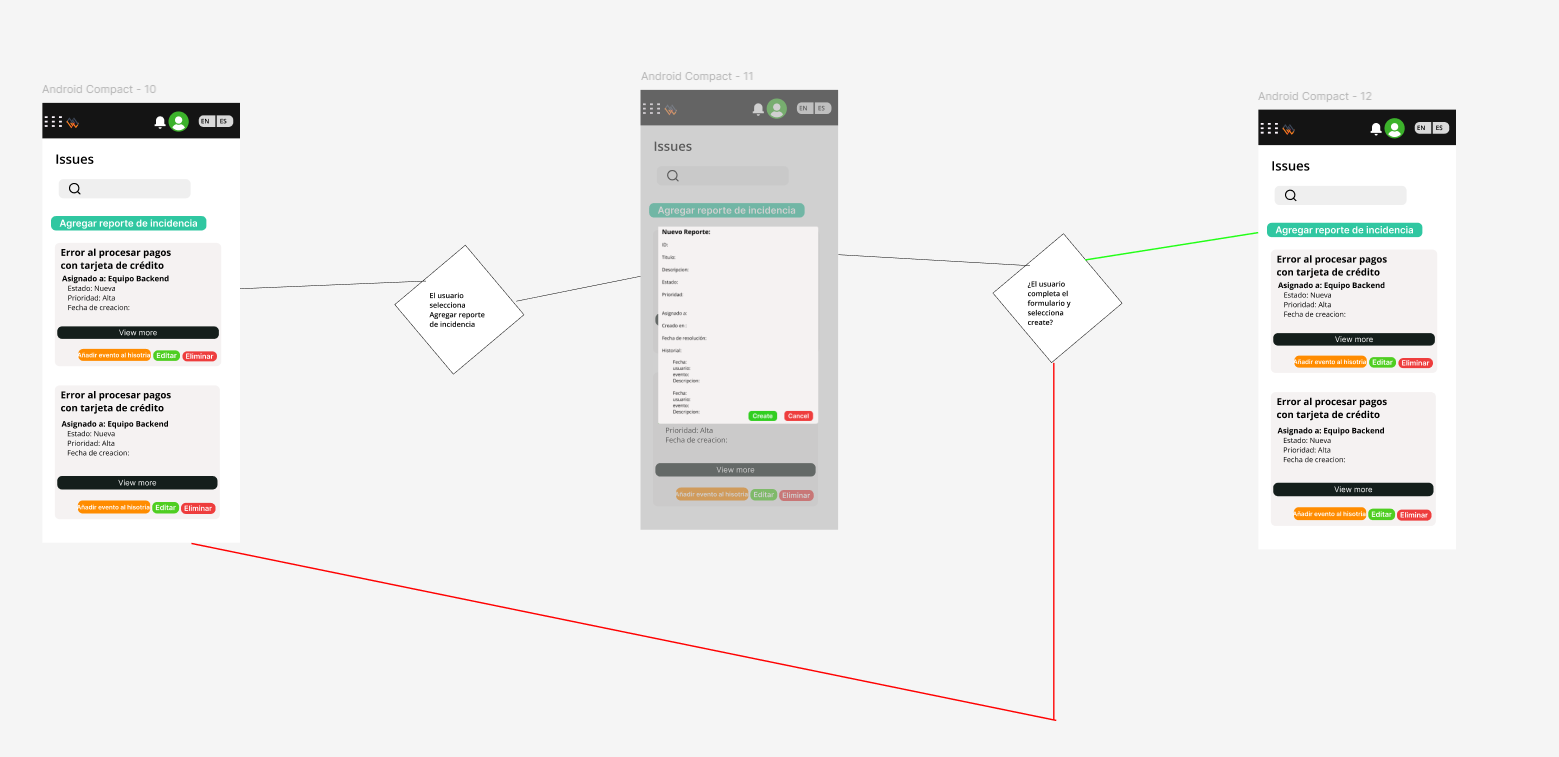 Android Compact - 10
EN ES
Issues
Agregar reporte de incidencia
Error al procesar pagos
con tarjeta de crédito
Asignado a: Equipo Backend
Estado: Nueva
Prioridad: Alta
Fecha de creacion:
View more
Añadir evento al hisotria
Editar
Eliminar
Error al procesar pagos
con tarjeta de crédito
Asignado a: Equipo Backend
Estado: Nueva
Prioridad: Alta
Fecha de creacion:
View more
Añadir evento al hisotria
Editar
Eliminar
El usuario
selecciona
Agregar reporte
de incidencia
Android Compact - 11
EN ES
Issues
Agregar reporte de incidencia
Nuevo Reporte:
ID:
Titulo:
Descripcion:
Estado:
Prioridad:
Asignado a:
Creado en :
Fecha de resolución:
Historial:
Fecha:
usuario:
evento:
Descripcion:
Fecha:
usuario:
evento:
Descripcion:
Create
Cancel
Prioridad: Alta
Fecha de creacion:
View more
Añadir evento al hisotria
Editar
Eliminar
¿El usuario
completa el
formulario y
selecciona
create?
Android Compact - 12
EN ES
Issues
Agregar reporte de incidencia
Error al procesar pagos
con tarjeta de crédito
Asignado a: Equipo Backend
Estado: Nueva
Prioridad: Alta
Fecha de creacion:
View more
Añadir evento al hisotria
Editar
Eliminar
Error al procesar pagos
con tarjeta de crédito
Asignado a: Equipo Backend
Estado: Nueva
Prioridad: Alta
Fecha de creacion:
View more
Añadir evento al hisotria
Editar
Eliminar